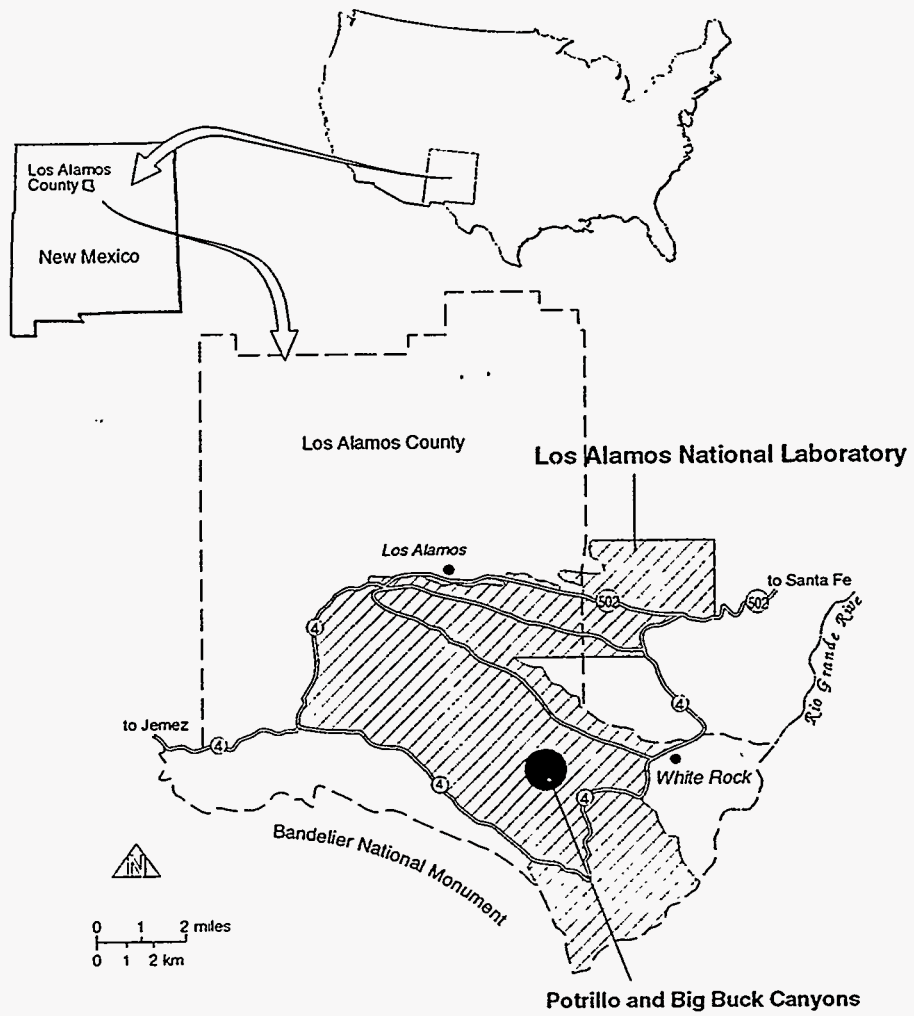 Los Alamos
County
New Mexico
Los Alamos County
Los Alamos National Laboratory
Los Alamos
502
to Santa Fe
502
4
Rio Grande Rive
4
to Jemez
4
White Rock
4
4
Bandelier National Monument
N
0 1 2 miles
0 1 2 km
Potrillo and Big Buck Canyons